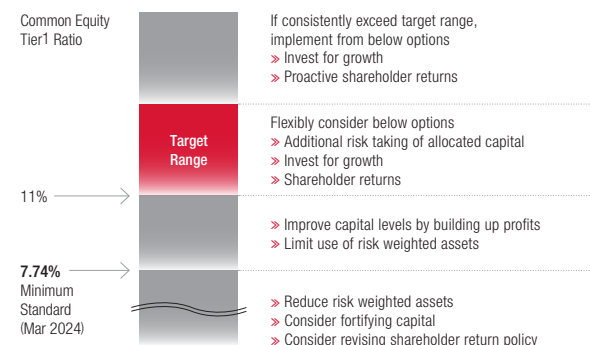 Common Equity
Tier1 Ratio
If consistently exceed target range,
implement from below options
» Invest for growth
» Proactive shareholder returns
Target
Range
Flexibly consider below options
» Additional risk taking of allocated capital
» Invest for growth
» Shareholder returns
11%
» Improve capital levels by building up profits
» Limit use of risk weighted assets
7.74%
Minimum
Standard
(Mar 2024)
» Reduce risk weighted assets
» Consider fortifying capital
» Consider revising shareholder return policy